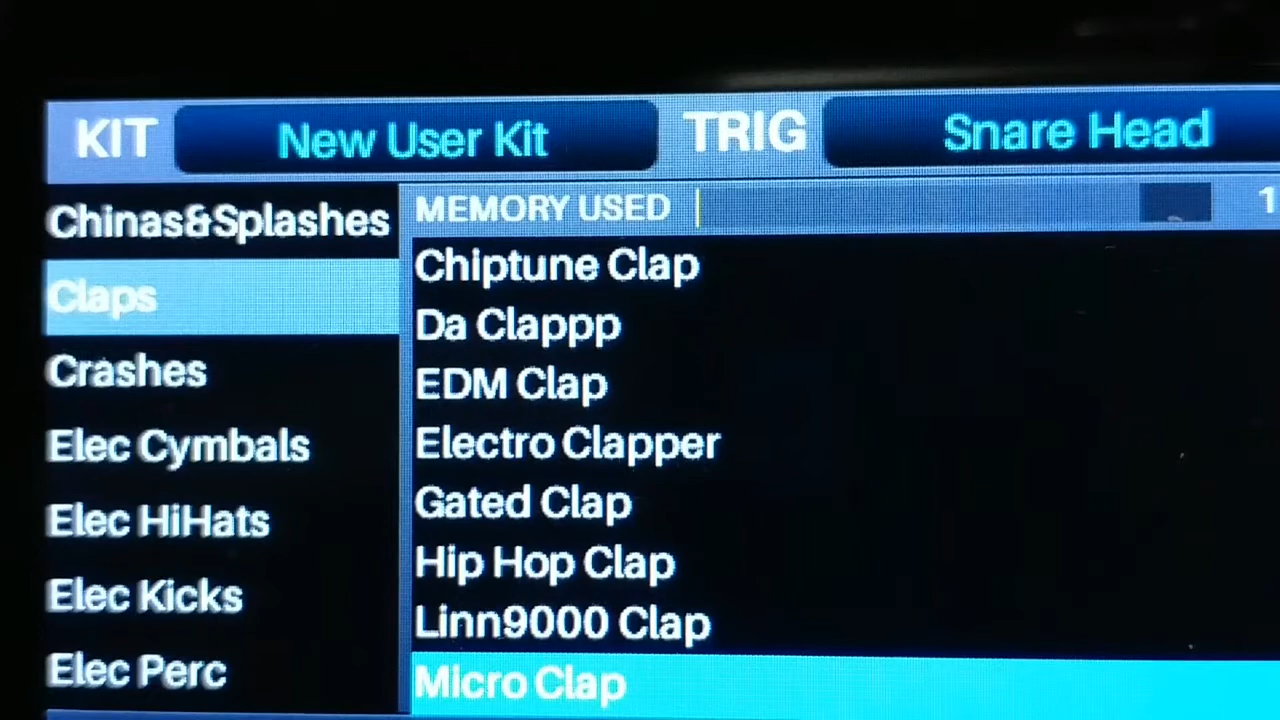 KIT New User Kit TRIG Snare Head
MEMORY USED 1
Chinas&Splashes
Claps
Crashes
Elec Cymbals
Elec HiHats
Elec Kicks
Elec Perc
Chiptune Clap
Da Clappp
EDM Clap
Electro Clapper
Gated Clap
Hip Hop Clap
Linn9000 Clap
Micro Clap